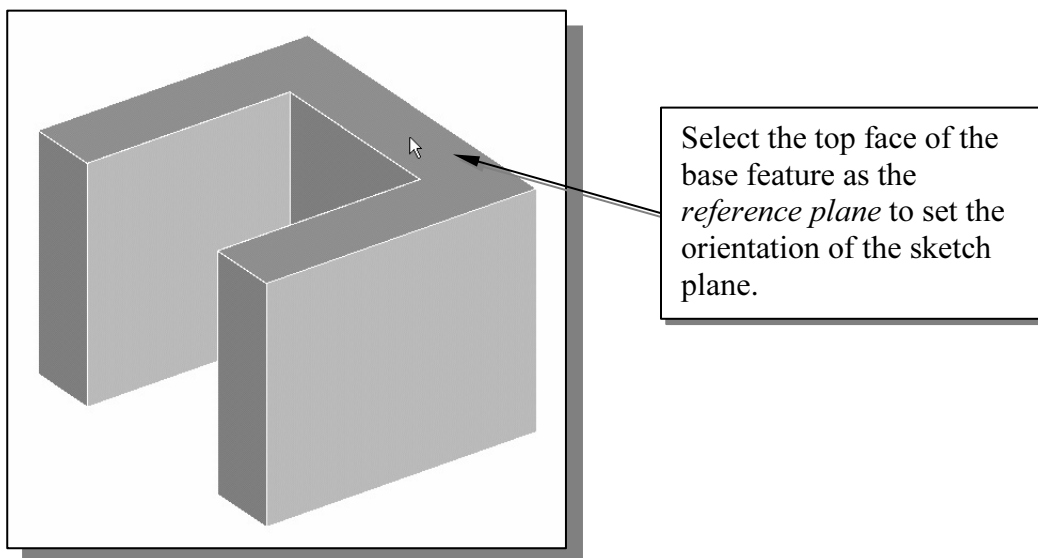 Select the top face of the
base feature as the
reference plane to set the
orientation of the sketch
plane.